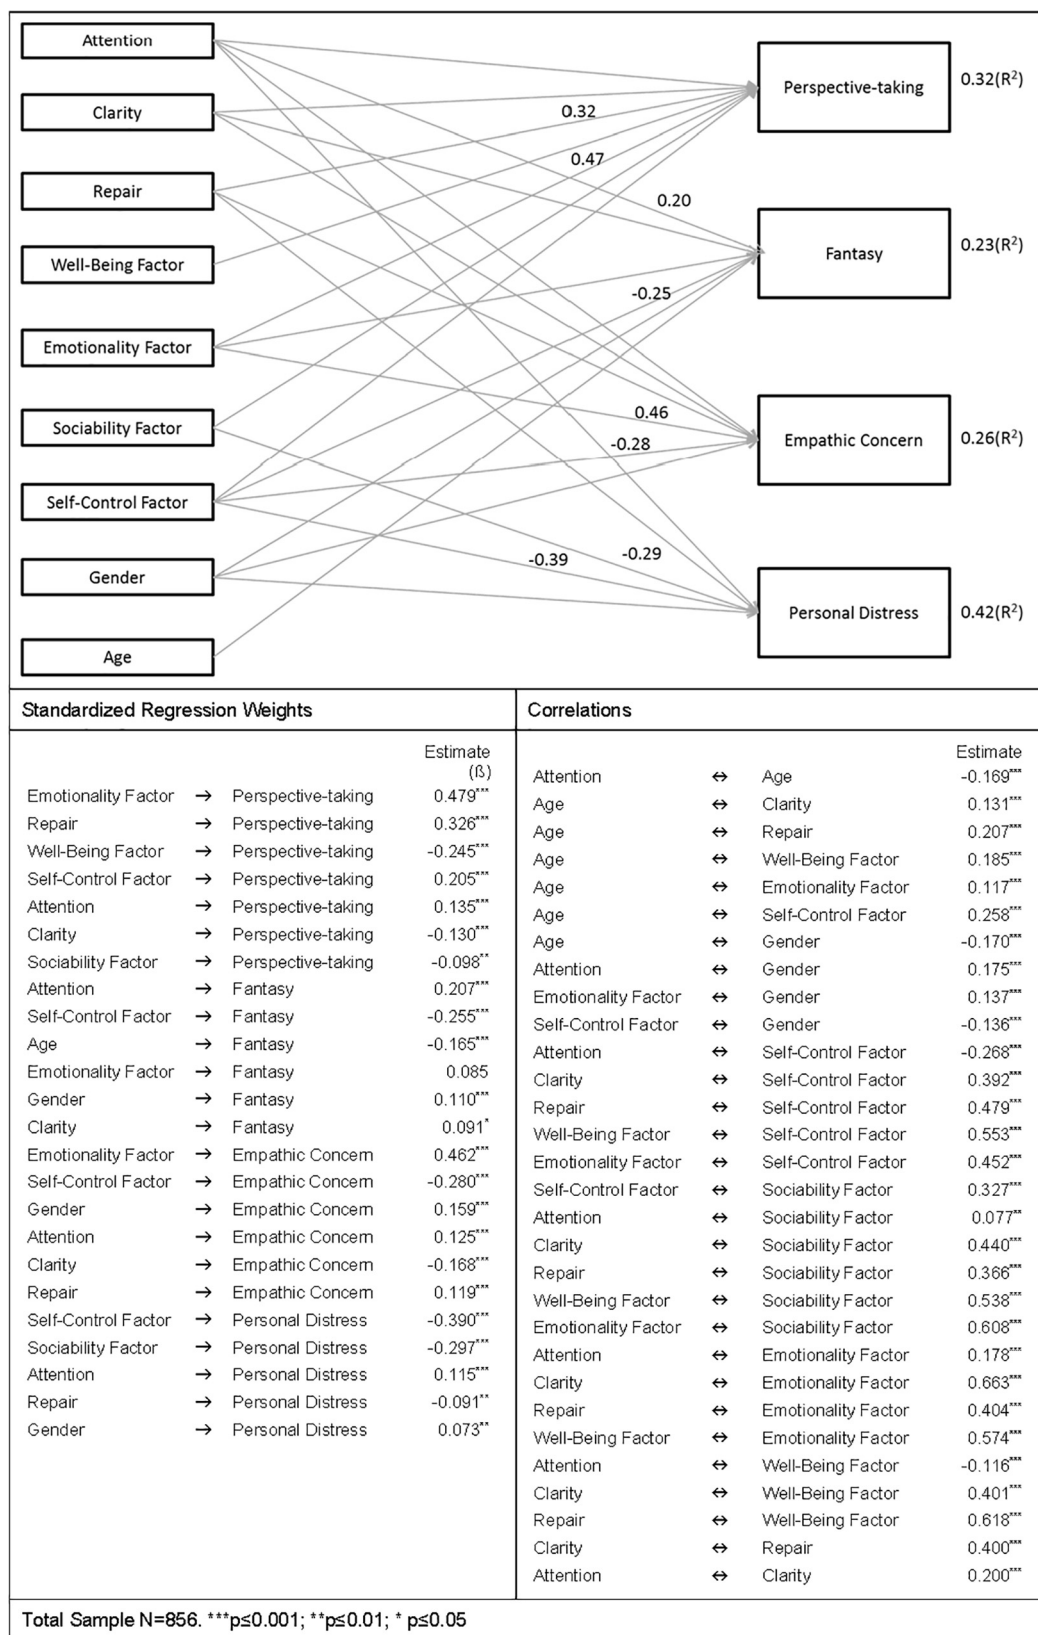 Attention
Clarity
Repair
Well-Being Factor
Emotionality Factor
Sociability Factor
Self-Control Factor
Gender
Age
0.32
0.47
0.20
-0.25
0.46
-0.28
-0.29
-0.39
Perspective-taking 0.32(R²)
Fantasy 0.23(R²)
Empathic Concern 0.26(R²)
Personal Distress 0.42(R²)
Standardized Regression Weights
Estimate
(ß)
Emotionality Factor → Perspective-taking 0.479***
Repair → Perspective-taking 0.326***
Well-Being Factor → Perspective-taking -0.245***
Self-Control Factor → Perspective-taking 0.205***
Attention → Perspective-taking 0.135***
Clarity → Perspective-taking -0.130***
Sociability Factor → Perspective-taking -0.098**
Attention → Fantasy 0.207***
Self-Control Factor → Fantasy -0.255***
Age → Fantasy -0.165***
Emotionality Factor → Fantasy 0.085
Gender → Fantasy 0.110***
Clarity → Fantasy 0.091*
Emotionality Factor → Empathic Concern 0.462***
Self-Control Factor → Empathic Concern -0.280***
Gender → Empathic Concern 0.159***
Attention → Empathic Concern 0.125***
Clarity → Empathic Concern -0.168***
Repair → Empathic Concern 0.119***
Self-Control Factor → Personal Distress -0.390***
Sociability Factor → Personal Distress -0.297***
Attention → Personal Distress 0.115***
Repair → Personal Distress -0.091**
Gender → Personal Distress 0.073**
Correlations
Estimate
Attention ↔ Age -0.169***
Age ↔ Clarity 0.131***
Age ↔ Repair 0.207***
Age ↔ Well-Being Factor 0.185***
Age ↔ Emotionality Factor 0.117***
Age ↔ Self-Control Factor 0.258***
Age ↔ Gender -0.170***
Attention ↔ Gender 0.175***
Emotionality Factor ↔ Gender 0.137***
Self-Control Factor ↔ Gender -0.136***
Attention ↔ Self-Control Factor -0.268***
Clarity ↔ Self-Control Factor 0.392***
Repair ↔ Self-Control Factor 0.479***
Well-Being Factor ↔ Self-Control Factor 0.553***
Emotionality Factor ↔ Self-Control Factor 0.452***
Self-Control Factor ↔ Sociability Factor 0.327***
Attention ↔ Sociability Factor 0.077**
Clarity ↔ Sociability Factor 0.440***
Repair ↔ Sociability Factor 0.366***
Well-Being Factor ↔ Sociability Factor 0.538***
Emotionality Factor ↔ Sociability Factor 0.608***
Attention ↔ Emotionality Factor 0.178***
Clarity ↔ Emotionality Factor 0.663***
Repair ↔ Emotionality Factor 0.404***
Well-Being Factor ↔ Emotionality Factor 0.574***
Attention ↔ Well-Being Factor -0.116***
Clarity ↔ Well-Being Factor 0.401***
Repair ↔ Well-Being Factor 0.618***
Clarity ↔ Repair 0.400***
Attention ↔ Clarity 0.200***
Total Sample N=856. ***p≤0.001; **p≤0.01; * p≤0.05